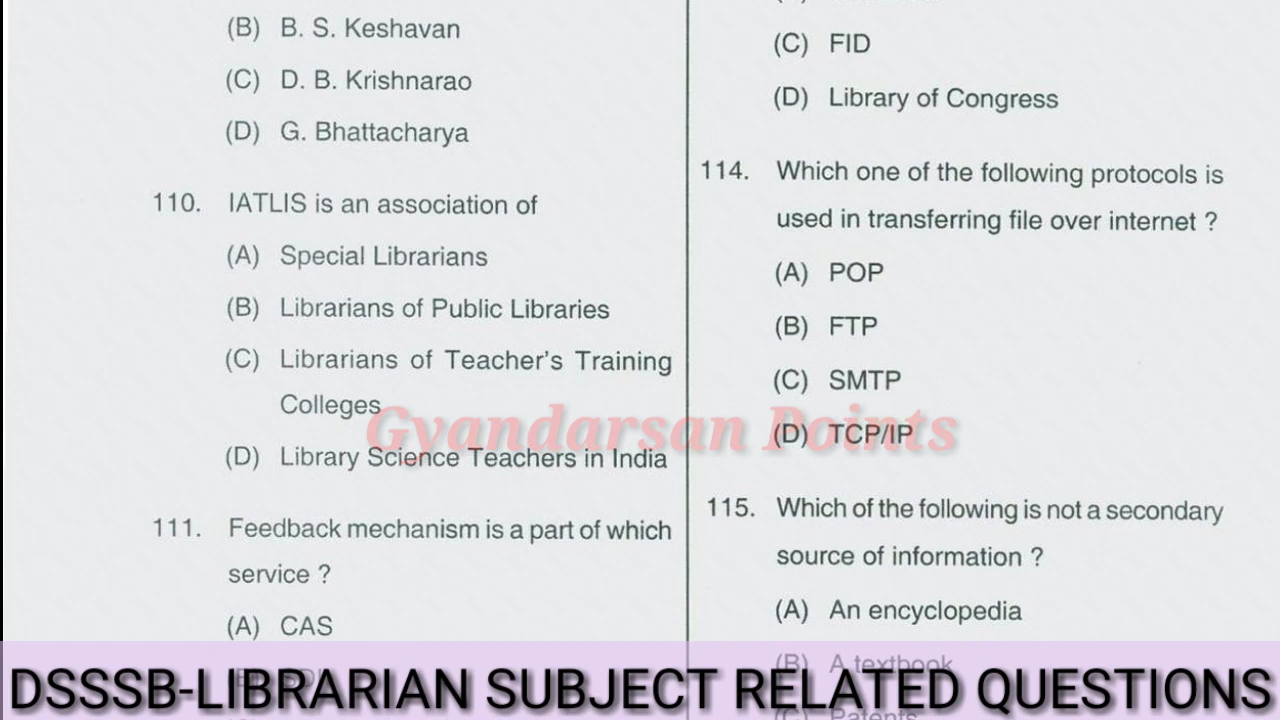 (B) B. S. Keshavan
(C) D. B. Krishnarao
(D) G. Bhattacharya
110. IATLIS is an association of
(A) Special Librarians
(B) Librarians of Public Libraries
(C) Librarians of Teacher's Training
Colleges
(D) Library Science Teachers in India
111. Feedback mechanism is a part of which
service ?
(A) CAS
(C) FID
(D) Library of Congress
114. Which one of the following protocols is
used in transferring file over internet ?
(A) POP
(B) FTP
(C) SMTP
(D) TCP/IP
115. Which of the following is not a secondary
source of information ?
(A) An encyclopedia
(B) A textbook
(C) Patents
Gyandarsan Points
DSSSB-LIBRARIAN SUBJECT RELATED QUESTIONS